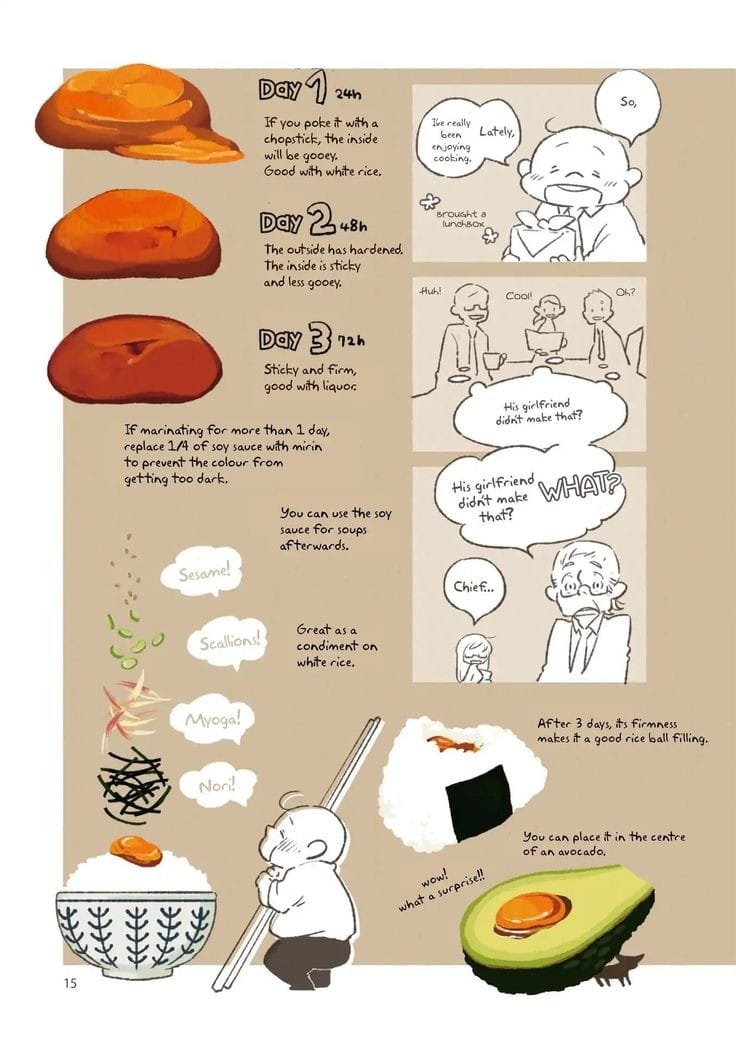 Day 1 24h
If you poke it with a
chopstick, the inside
will be gooey.
Good with white rice.
Day 2 48h
The outside has hardened.
The inside is sticky
and less gooey.
Day 3 72h
Sticky and firm,
good with liquor.
If marinating for more than 1 day,
replace 1/4 of soy sauce with mirin
to prevent the colour from
getting too dark.
You can use the soy
sauce for soups
afterwards.
Sesame!
Scallions!
Great as a
condiment on
white rice.
Myoga!
Nori!
So,
Lately,
I've really
been
enjoying
cooking.
Brought a
lunchbox
Huh!
Cool!
Oh?
His girlfriend
didn't make that?
His girlfriend
didn't make
that?
WHAT?
Chief...
After 3 days, its firmness
makes it a good rice ball filling.
You can place it in the centre
of an avocado.
wow!
what a surprise!!
15